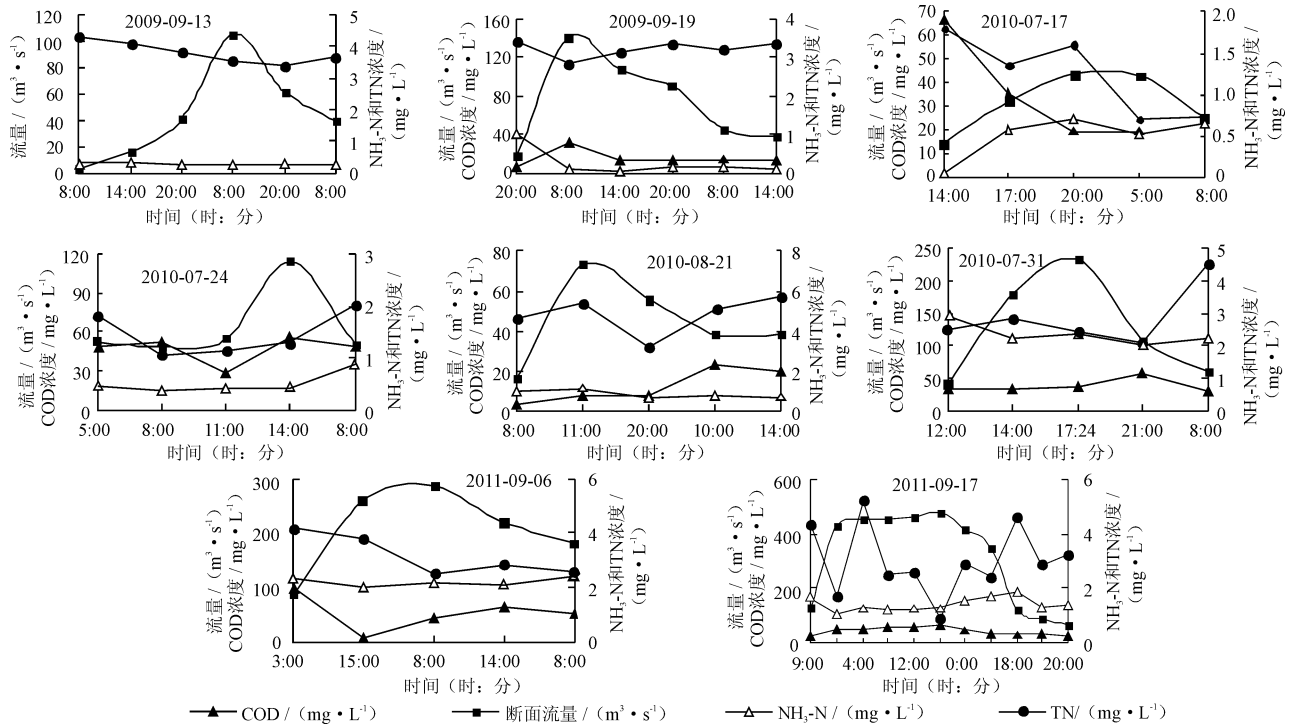 2009-09-13
流量 /（m³·s⁻¹）
120
100
80
60
40
20
0
5
4
3
2
1
0
NH₃-N和TN浓度 /
（mg·L⁻¹）
8:00 14:00 20:00 8:00 20:00 8:00
时间（时：分）
2009-09-19
流量 /（m³·s⁻¹）
COD浓度 / mg·L⁻¹）
160
120
80
40
0
4
3
2
1
0
NH₃-N和TN浓度 /
（mg·L⁻¹）
20:00 8:00 14:00 20:00 8:00 14:00
时间（时：分）
2010-07-17
流量 /（m³·s⁻¹）
COD浓度 / mg·L⁻¹）
70
60
50
40
30
20
10
0
2.0
1.5
1.0
0.5
0
NH₃-N和TN浓度 /
（mg·L⁻¹）
14:00 17:00 20:00 5:00 8:00
时间（时：分）
2010-07-24
流量 /（m³·s⁻¹）
COD浓度 / mg·L⁻¹）
120
90
60
30
0
3
2
1
0
NH₃-N和TN浓度 /
（mg·L⁻¹）
5:00 8:00 11:00 14:00 8:00
时间（时：分）
2010-08-21
流量 /（m³·s⁻¹）
COD浓度 / mg·L⁻¹）
80
60
40
20
0
8
6
4
2
0
NH₃-N和TN浓度 /
（mg·L⁻¹）
8:00 11:00 20:00 10:00 14:00
时间（时：分）
2010-07-31
流量 /（m³·s⁻¹）
COD浓度 / mg·L⁻¹）
250
200
150
100
50
0
5
4
3
2
1
0
NH₃-N和TN浓度 /
（mg·L⁻¹）
12:00 14:00 17:24 21:00 8:00
时间（时：分）
2011-09-06
流量 /（m³·s⁻¹）
COD浓度 / mg·L⁻¹）
300
200
100
0
6
4
2
0
NH₃-N和TN浓度 /
（mg·L⁻¹）
3:00 15:00 8:00 14:00 8:00
时间（时：分）
2011-09-17
流量 /（m³·s⁻¹）
COD浓度 / mg·L⁻¹）
600
400
200
0
6
4
2
0
NH₃-N和TN浓度 /
（mg·L⁻¹）
9:00 4:00 12:00 0:00 18:00 20:00
时间（时：分）
COD /（mg·L⁻¹） 断面流量 /（m³·s⁻¹） NH₃-N /（mg·L⁻¹） TN/（mg·L⁻¹）